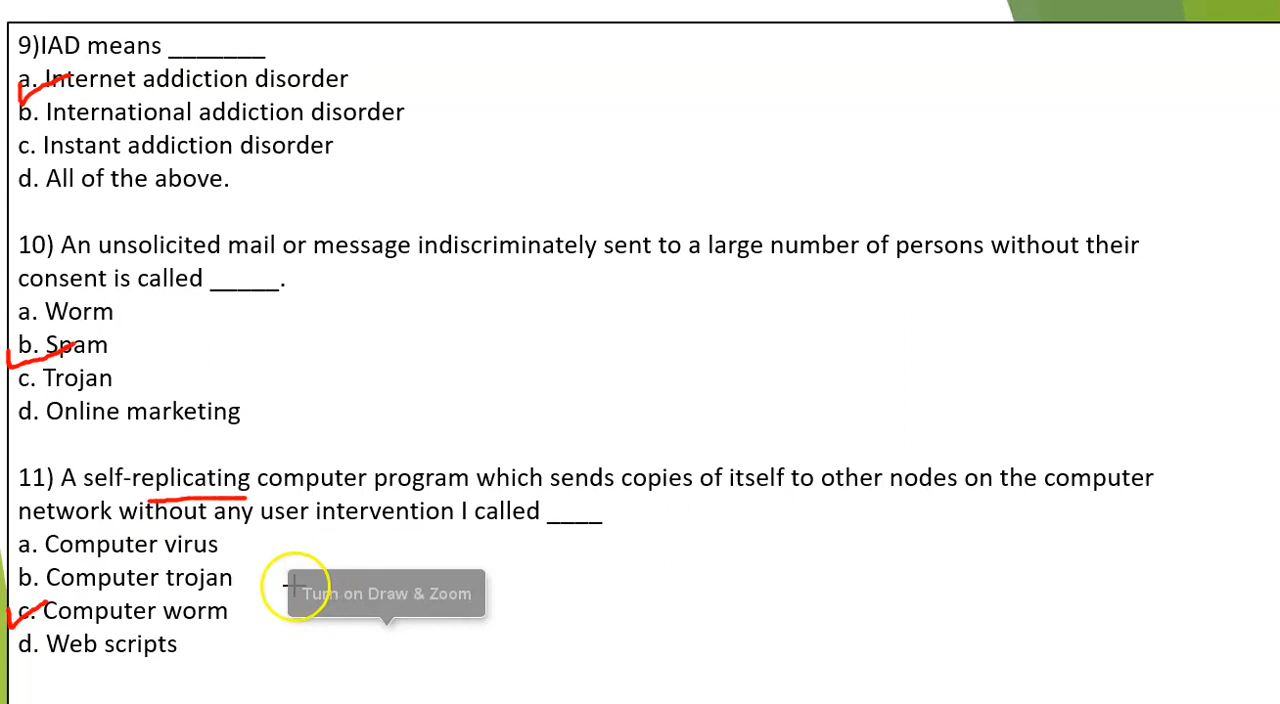 9)IAD means _______
a. Internet addiction disorder
b. International addiction disorder
c. Instant addiction disorder
d. All of the above.
10) An unsolicited mail or message indiscriminately sent to a large number of persons without their
consent is called _____.
a. Worm
b. Spam
c. Trojan
d. Online marketing
11) A self-replicating computer program which sends copies of itself to other nodes on the computer
network without any user intervention I called ____
a. Computer virus
b. Computer trojan
Turn on Draw & Zoom
c. Computer worm
d. Web scripts